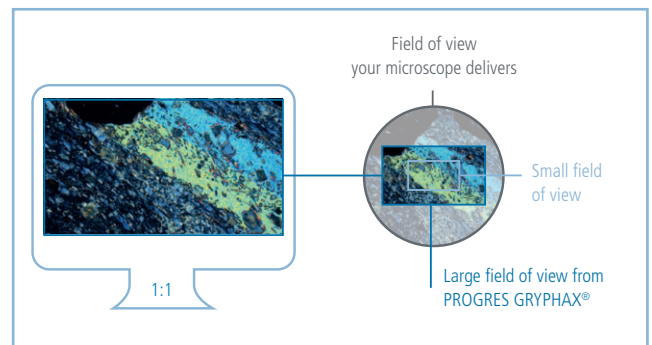 Field of view
your microscope delivers
Small field
of view
1:1
Large field of view from
PROGRES GRYPHAX®